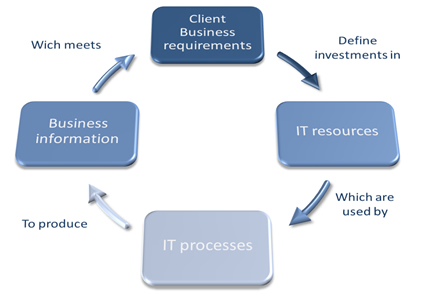 Client
Business
requirements
Define
investments in
IT resources
Which are
used by
IT processes
To produce
Business
information
Wich meets